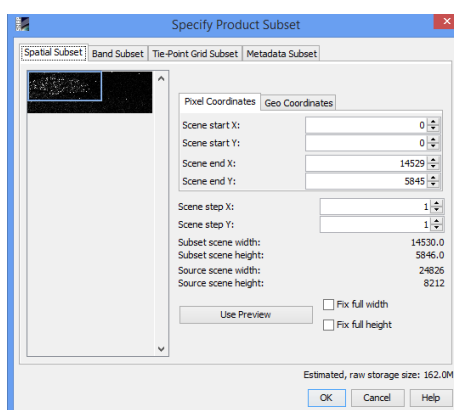 Specify Product Subset
Spatial Subset Band Subset Tie-Point Grid Subset Metadata Subset
Pixel Coordinates Geo Coordinates
Scene start X: 0
Scene start Y: 0
Scene end X: 14529
Scene end Y: 5845
Scene step X: 1
Scene step Y: 1
Subset scene width: 14530.0
Subset scene height: 5846.0
Source scene width: 24826
Source scene height: 8212
Use Preview
Fix full width
Fix full height
Estimated, raw storage size: 162.0M
OK Cancel Help